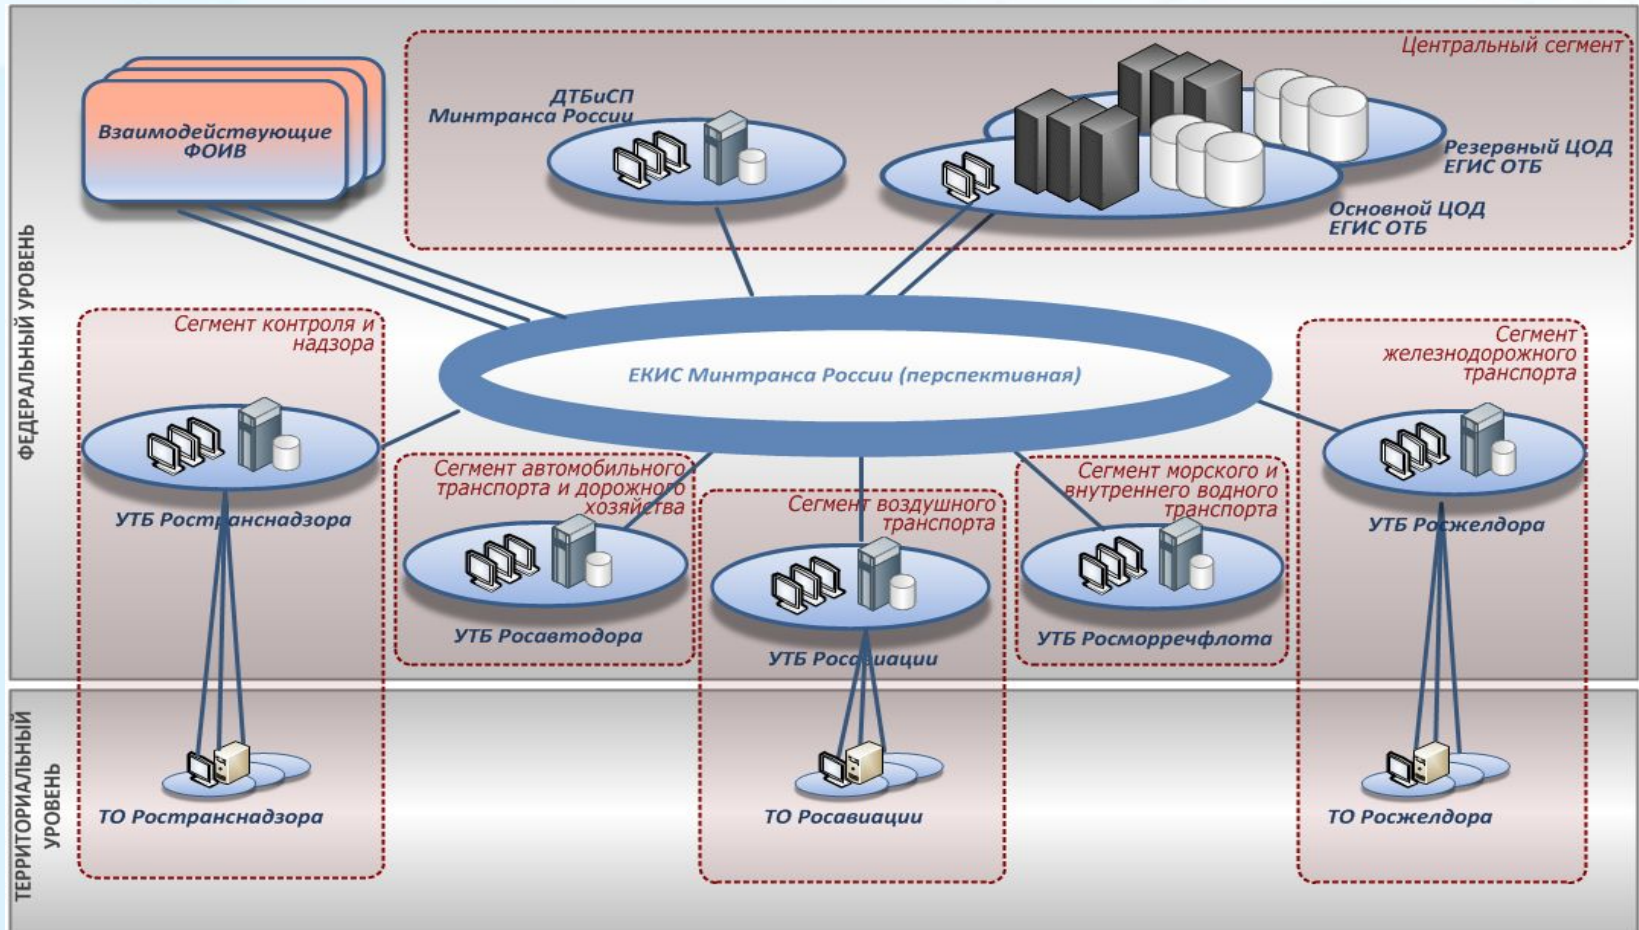 Центральный сегмент
Взаимодействующие
ФОИВ
ДТБиСП
Минтранса России
Резервный ЦОД
ЕГИС ОТБ
Основной ЦОД
ЕГИС ОТБ
ФЕДЕРАЛЬНЫЙ УРОВЕНЬ
Сегмент контроля и
надзора
ЕКИС Минтранса России (перспективная)
Сегмент
железнодорожного
транспорта
УТБ Ространснадзора
Сегмент автомобильного
транспорта и дорожного
хозяйства
УТБ Росавтодора
Сегмент воздушного
транспорта
УТБ Росавиации
Сегмент морского и
внутреннего водного
транспорта
УТБ Росморречфлота
УТБ Росжелдора
ТЕРРИТОРИАЛЬНЫЙ
УРОВЕНЬ
ТО Ространснадзора
ТО Росавиации
ТО Росжелдора